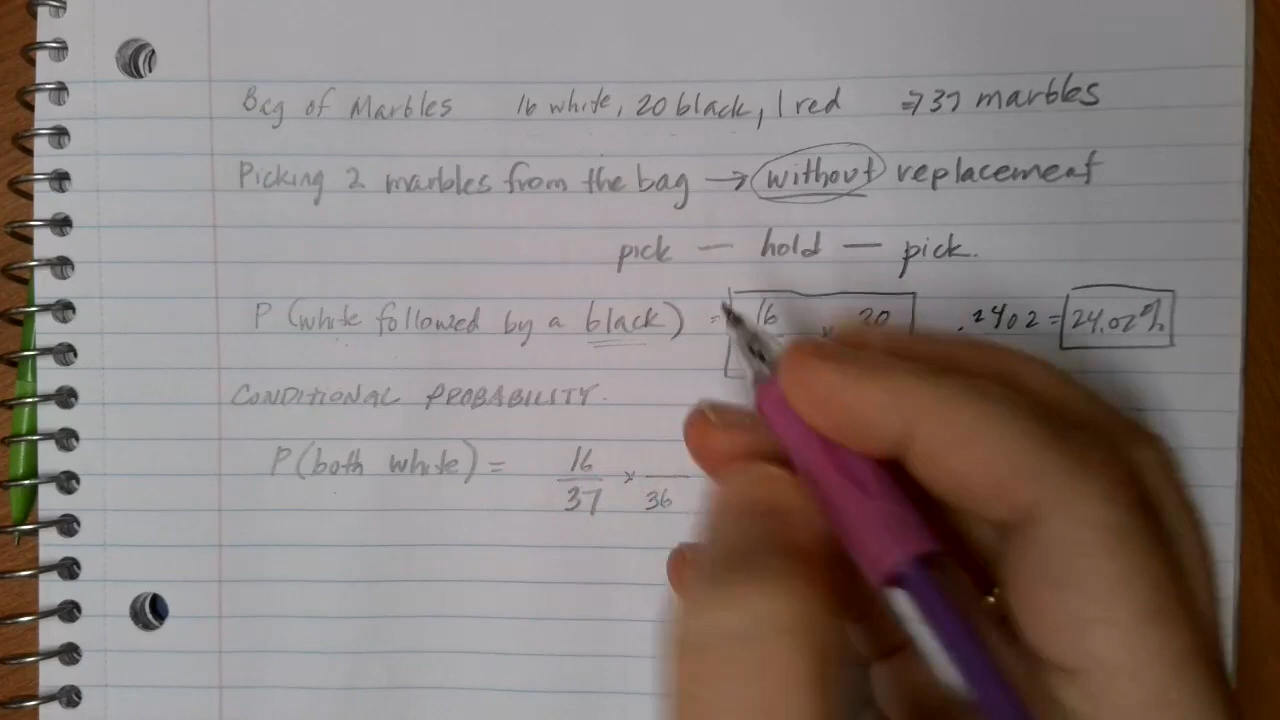 Bag of Marbles 16 white, 20 black, 1 red ⇒ 37 marbles
Picking 2 marbles from the bag → without replacement
pick — hold — pick.
P (white followed by a black) = 16 × 20 .2402 = 24.02%
CONDITIONAL PROBABILITY.
P(both white) = 16/37 × /36